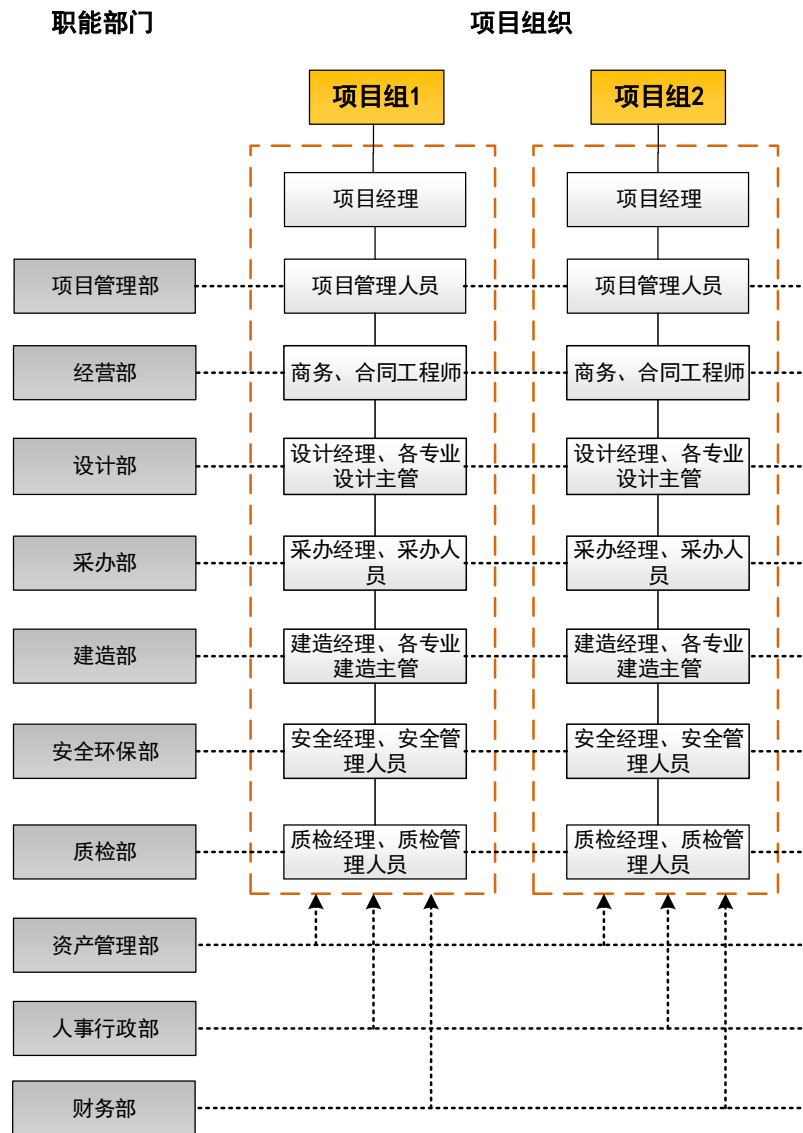 职能部门 项目组织
项目组1 项目组2
项目经理 项目经理
项目管理部 项目管理人员 项目管理人员
经营部 商务、合同工程师 商务、合同工程师
设计部 设计经理、各专业 设计经理、各专业
设计主管 设计主管
采办部 采办经理、采办人 采办经理、采办人
员 员
建造部 建造经理、各专业 建造经理、各专业
建造主管 建造主管
安全环保部 安全经理、安全管 安全经理、安全管
理人员 理人员
质检部 质检经理、质检管 质检经理、质检管
理人员 理人员
资产管理部
人事行政部
财务部